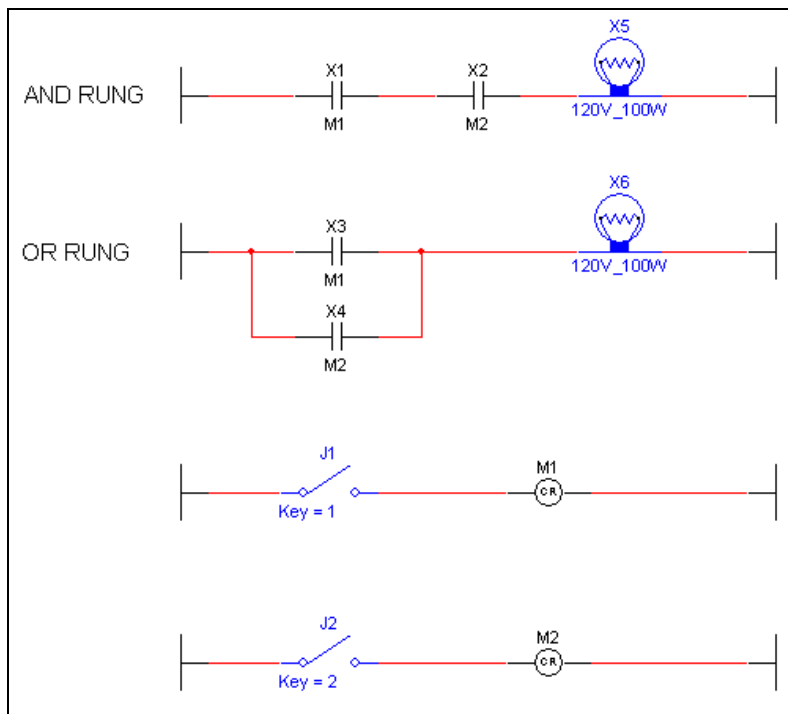 X5
X1
X2
AND RUNG
M1
M2
120V_100W
X6
X3
OR RUNG
M1
120V_100W
X4
M2
J1
M1
CR
Key = 1
J2
M2
CR
Key = 2